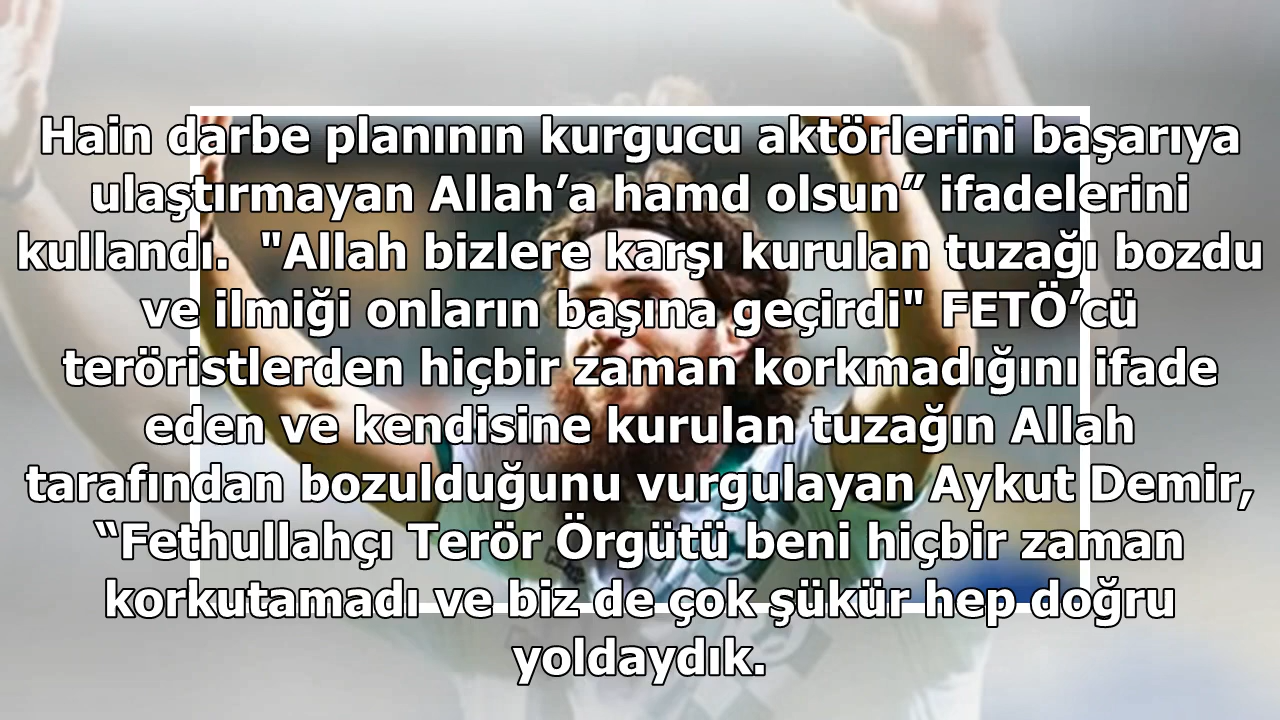 Hain darbe planının kurgucu aktörlerini başarıya
ulaştırmayan Allah’a hamd olsun” ifadelerini
kullandı.  "Allah bizlere karşı kurulan tuzağı bozdu
ve ilmiği onların başına geçirdi" FETÖ’cü
teröristlerden hiçbir zaman korkmadığını ifade
eden ve kendisine kurulan tuzağın Allah
tarafından bozulduğunu vurgulayan Aykut Demir,
“Fethullahçı Terör Örgütü beni hiçbir zaman
korkutamadı ve biz de çok şükür hep doğru
yoldaydık.